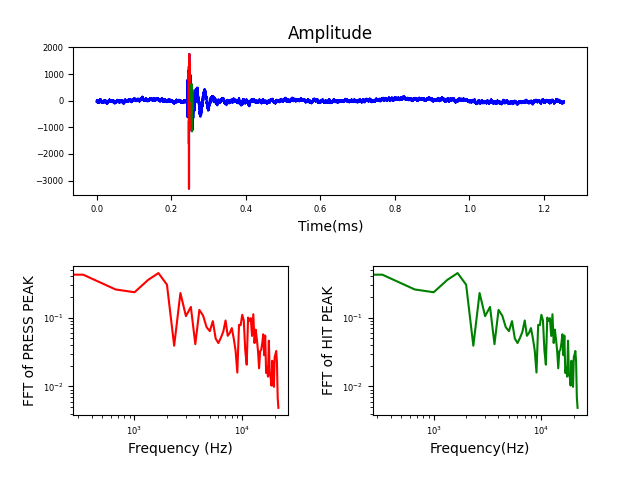 Amplitude
2000
1000
0
−1000
−2000
−3000
0.0 0.2 0.4 0.6 0.8 1.0 1.2
Time(ms)
FFT of PRESS PEAK
10⁻¹
10⁻²
10³ 10⁴
Frequency (Hz)
FFT of HIT PEAK
10⁻¹
10⁻²
10³ 10⁴
Frequency(Hz)